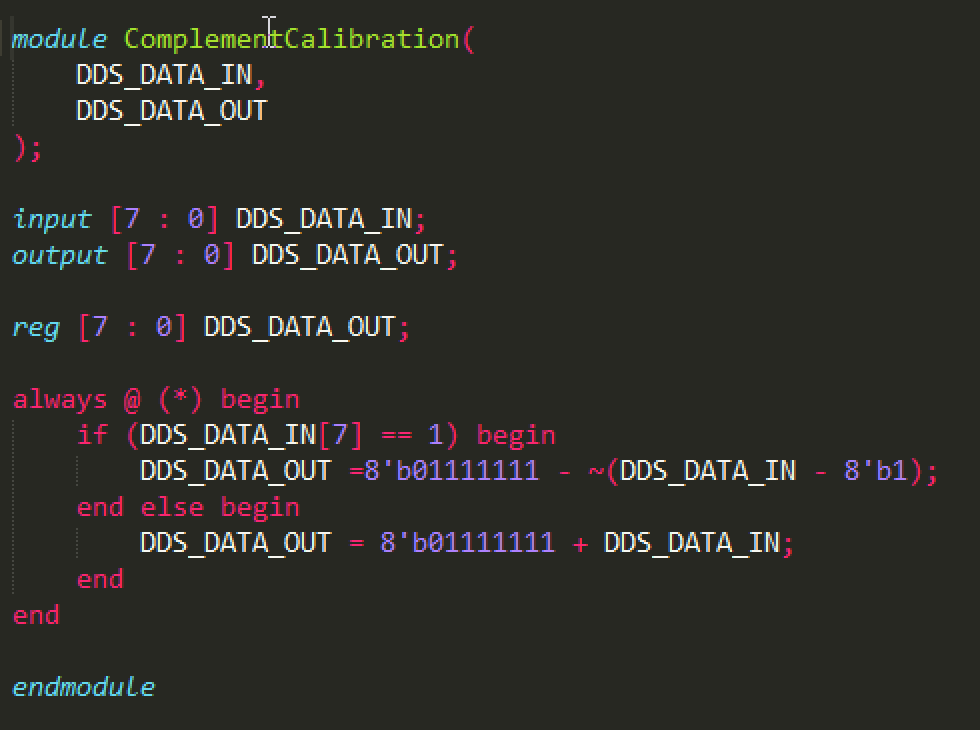 module ComplementCalibration(
    DDS_DATA_IN,
    DDS_DATA_OUT
);
input [7 : 0] DDS_DATA_IN;
output [7 : 0] DDS_DATA_OUT;
reg [7 : 0] DDS_DATA_OUT;
always @ (*) begin
    if (DDS_DATA_IN[7] == 1) begin
        DDS_DATA_OUT =8'b01111111 - ~(DDS_DATA_IN - 8'b1);
    end else begin
        DDS_DATA_OUT = 8'b01111111 + DDS_DATA_IN;
    end
end
endmodule